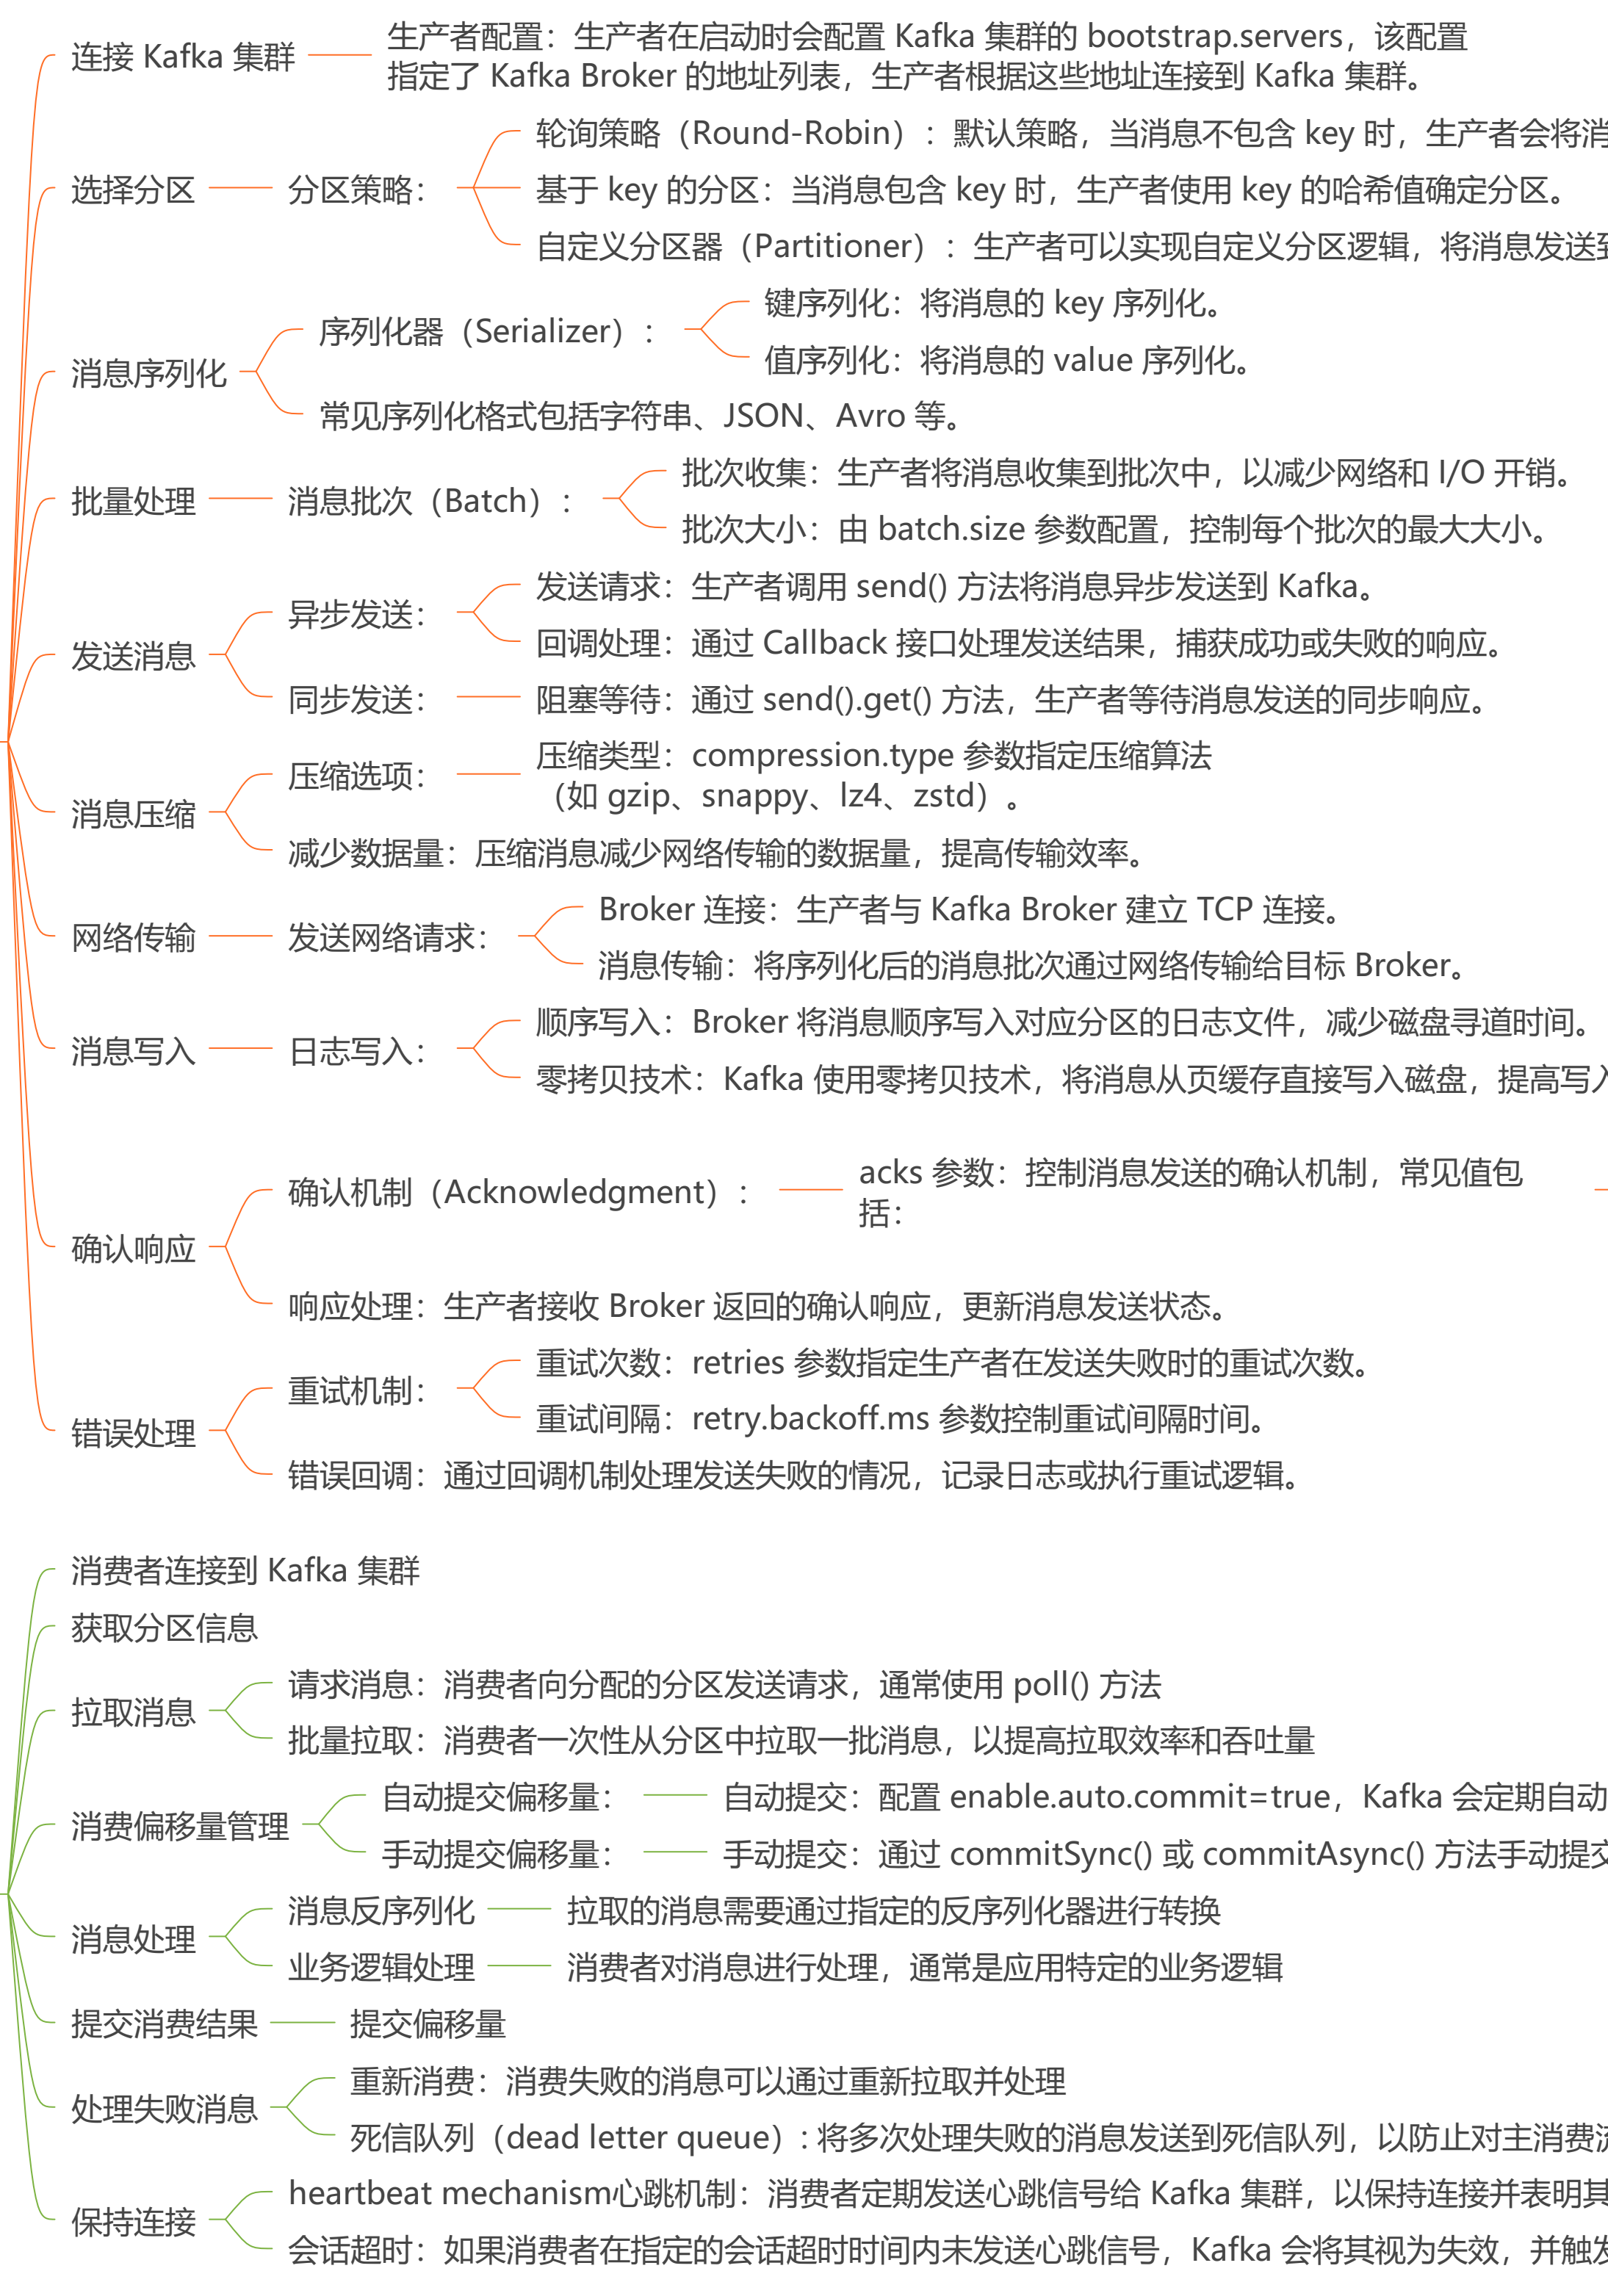 连接 Kafka 集群
生产者配置：生产者在启动时会配置 Kafka 集群的 bootstrap.servers，该配置
指定了 Kafka Broker 的地址列表，生产者根据这些地址连接到 Kafka 集群。
选择分区
分区策略：
轮询策略（Round-Robin）：默认策略，当消息不包含 key 时，生产者会将消
基于 key 的分区：当消息包含 key 时，生产者使用 key 的哈希值确定分区。
自定义分区器（Partitioner）：生产者可以实现自定义分区逻辑，将消息发送到
消息序列化
序列化器（Serializer）：
键序列化：将消息的 key 序列化。
值序列化：将消息的 value 序列化。
常见序列化格式包括字符串、JSON、Avro 等。
批量处理
消息批次（Batch）：
批次收集：生产者将消息收集到批次中，以减少网络和 I/O 开销。
批次大小：由 batch.size 参数配置，控制每个批次的最大大小。
发送消息
异步发送：
发送请求：生产者调用 send() 方法将消息异步发送到 Kafka。
回调处理：通过 Callback 接口处理发送结果，捕获成功或失败的响应。
同步发送：
阻塞等待：通过 send().get() 方法，生产者等待消息发送的同步响应。
消息压缩
压缩选项：
压缩类型：compression.type 参数指定压缩算法
（如 gzip、snappy、lz4、zstd）。
减少数据量：压缩消息减少网络传输的数据量，提高传输效率。
网络传输
发送网络请求：
Broker 连接：生产者与 Kafka Broker 建立 TCP 连接。
消息传输：将序列化后的消息批次通过网络传输给目标 Broker。
消息写入
日志写入：
顺序写入：Broker 将消息顺序写入对应分区的日志文件，减少磁盘寻道时间。
零拷贝技术：Kafka 使用零拷贝技术，将消息从页缓存直接写入磁盘，提高写入
确认响应
确认机制（Acknowledgment）：
acks 参数：控制消息发送的确认机制，常见值包
括：
响应处理：生产者接收 Broker 返回的确认响应，更新消息发送状态。
错误处理
重试机制：
重试次数：retries 参数指定生产者在发送失败时的重试次数。
重试间隔：retry.backoff.ms 参数控制重试间隔时间。
错误回调：通过回调机制处理发送失败的情况，记录日志或执行重试逻辑。
消费者连接到 Kafka 集群
获取分区信息
拉取消息
请求消息：消费者向分配的分区发送请求，通常使用 poll() 方法
批量拉取：消费者一次性从分区中拉取一批消息，以提高拉取效率和吞吐量
消费偏移量管理
自动提交偏移量：
自动提交：配置 enable.auto.commit=true，Kafka 会定期自动
手动提交偏移量：
手动提交：通过 commitSync() 或 commitAsync() 方法手动提交
消息处理
消息反序列化
拉取的消息需要通过指定的反序列化器进行转换
业务逻辑处理
消费者对消息进行处理，通常是应用特定的业务逻辑
提交消费结果
提交偏移量
处理失败消息
重新消费：消费失败的消息可以通过重新拉取并处理
死信队列（dead letter queue）：将多次处理失败的消息发送到死信队列，以防止对主消费流
保持连接
heartbeat mechanism心跳机制：消费者定期发送心跳信号给 Kafka 集群，以保持连接并表明其
会话超时：如果消费者在指定的会话超时时间内未发送心跳信号，Kafka 会将其视为失效，并触发